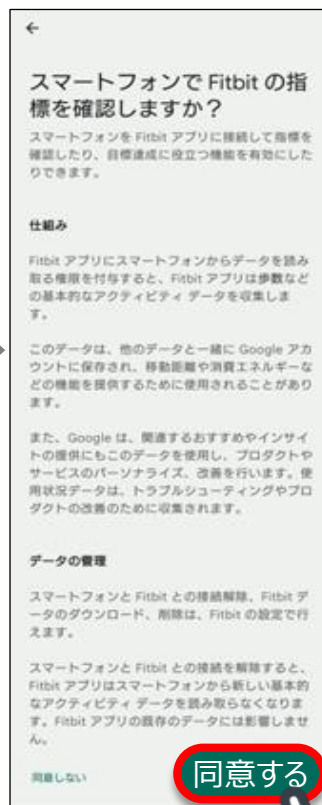 スマートフォンで Fitbit の指
標を確認しますか？
スマートフォンを Fitbit アプリに接続して指標を
確認したり、目標達成に役立つ機能を有効にした
りできます。
仕組み
Fitbit アプリにスマートフォンからデータを読み
取る権限を付与すると、Fitbit アプリは歩数など
の基本的なアクティビティ データを収集しま
す。
このデータは、他のデータと一緒に Google アカ
ウントに保存され、移動距離や消費エネルギーな
どの機能を提供するために使用されることがあり
ます。
また、Google は、関連するおすすめやインサイ
トの提供にもこのデータを使用し、プロダクトや
サービスのパーソナライズ、改善を行います。使
用状況データは、トラブルシューティングやプロ
ダクトの改善のために収集されます。
データの管理
スマートフォンと Fitbit との接続解除、Fitbit デ
ータのダウンロード、削除は、Fitbit の設定で行
えます。
スマートフォンと Fitbit との接続を解除すると、
Fitbit アプリはスマートフォンから新しい基本的
なアクティビティ データを読み取らなくなりま
す。Fitbit アプリの既存のデータには影響しませ
ん。
同意しない
同意する